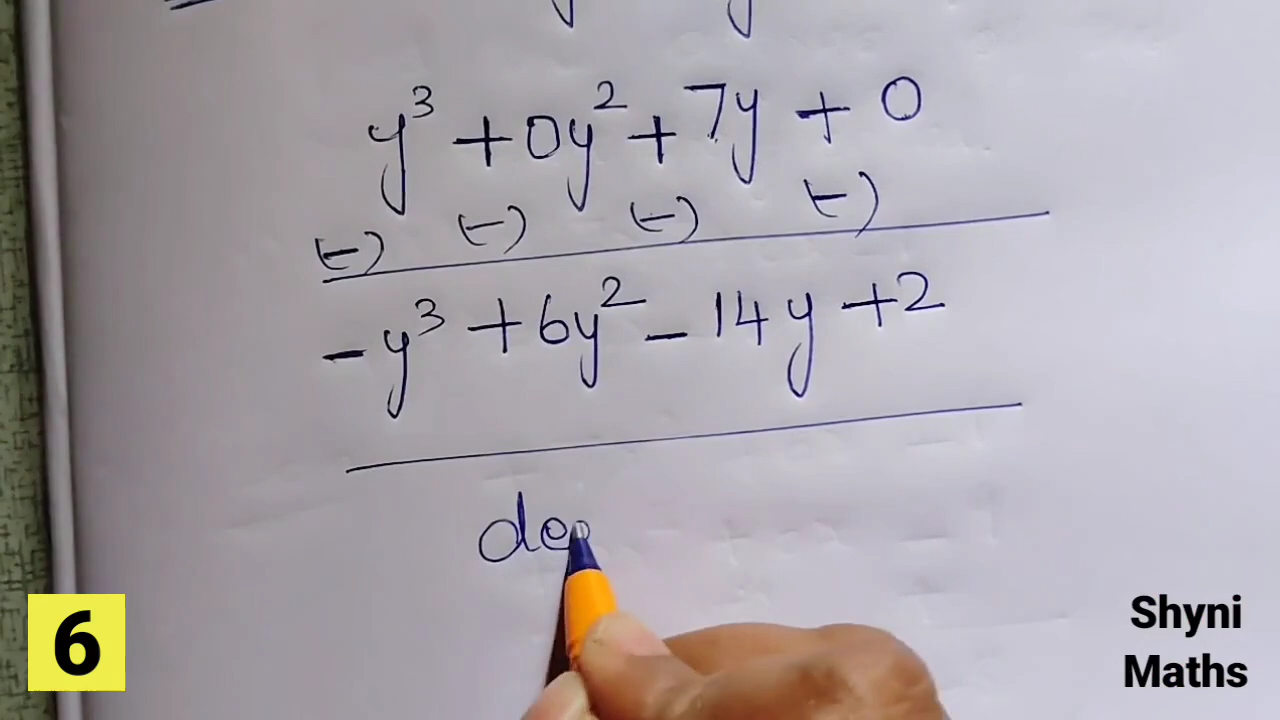 y³ + 0y² + 7y + 0
(-) (-) (-) (-)
- y³ + 6y² - 14y + 2
de
6
Shyni
Maths